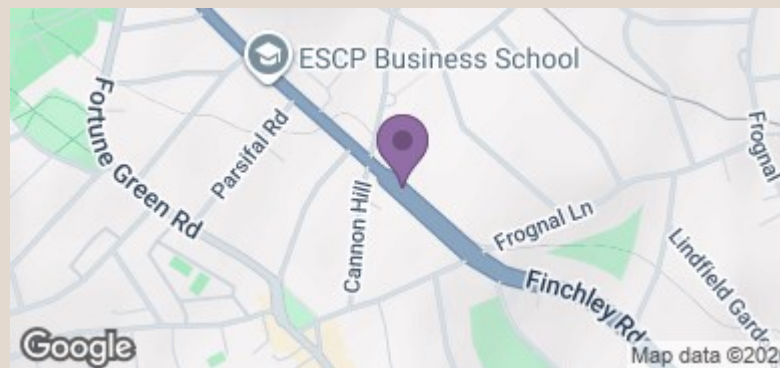 ESCP Business School
Fortune Green Rd
Parsifal Rd
Cannon Hill
Frognal Ln
Frognal
Lindfield Garde
Finchley Rd
Google
Map data ©202